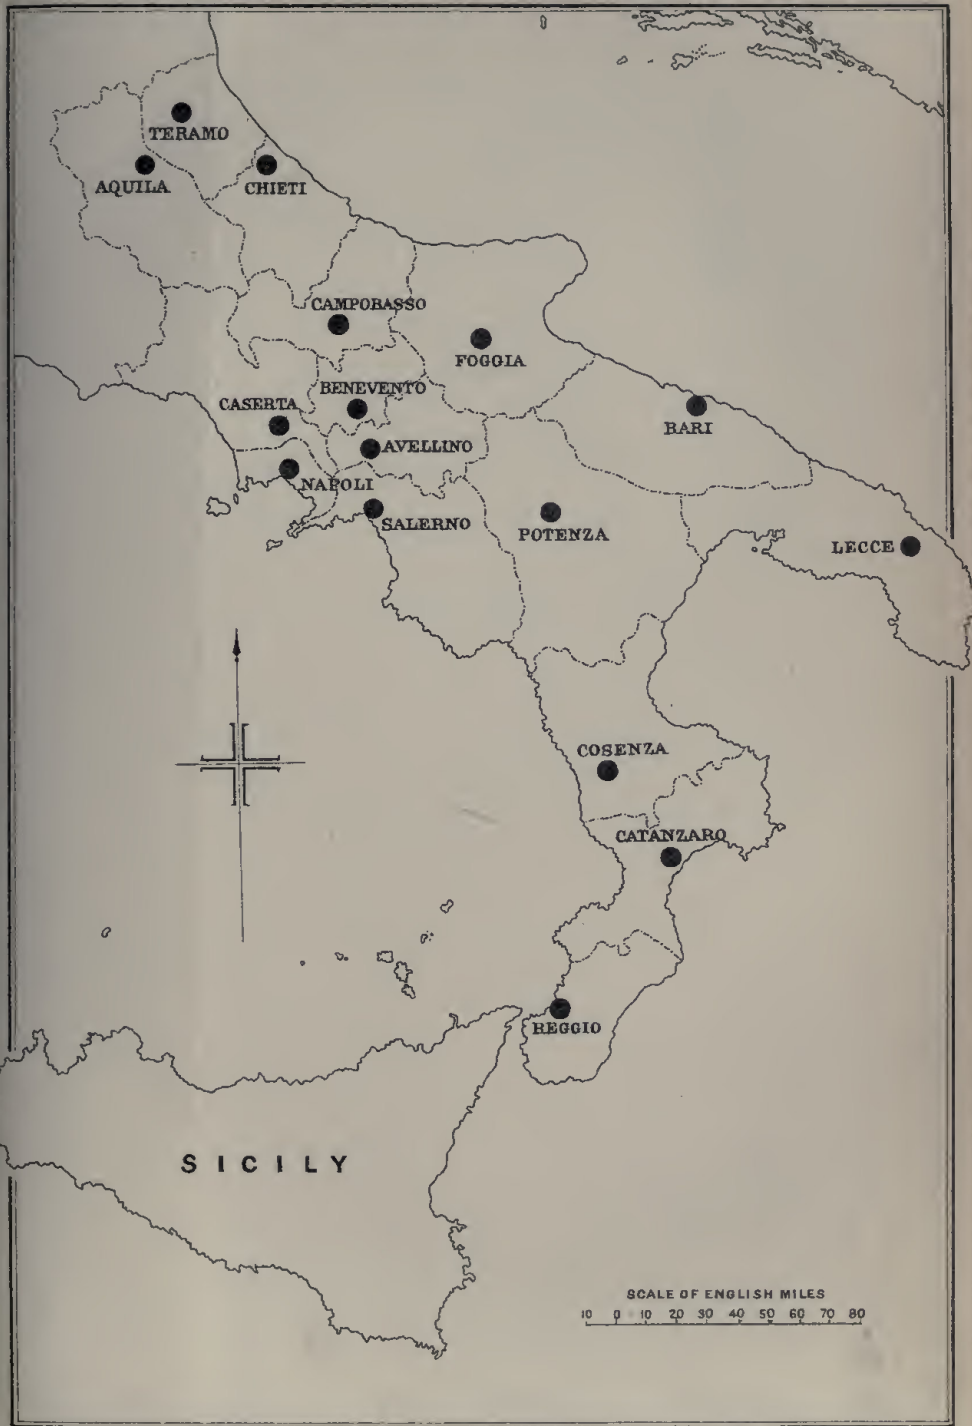 TERAMO
AQUILA
CHIETI
CAMPOBASSO
FOGGIA
BENEVENTO
CASERTA
BARI
AVELLINO
NAPOLI
SALERNO
POTENZA
LECCE
COSENZA
CATANZARO
REGGIO
SICILY
SCALE OF ENGLISH MILES
10 0 10 20 30 40 50 60 70 80